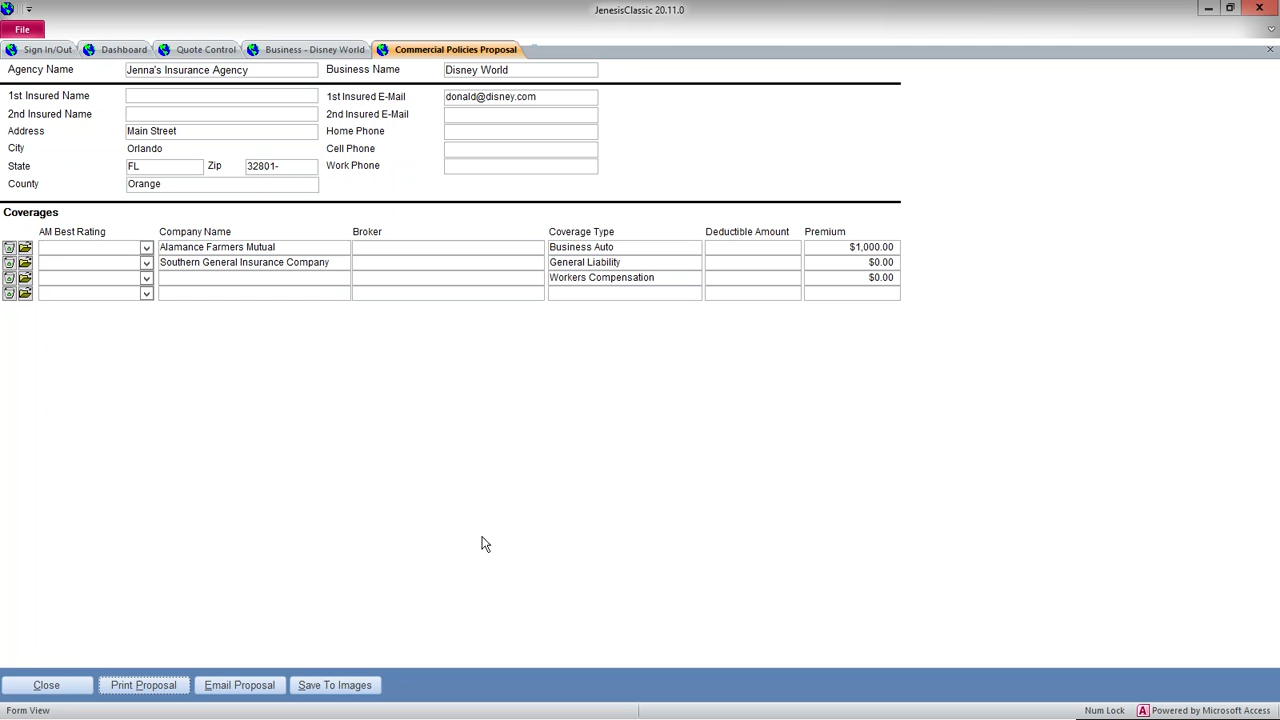 JenesisClassic 20.11.0
File
Sign In/Out Dashboard Quote Control Business - Disney World Commercial Policies Proposal
Agency Name Jenna's Insurance Agency Business Name Disney World
1st Insured Name 1st Insured E-Mail donald@disney.com
2nd Insured Name 2nd Insured E-Mail
Address Main Street Home Phone
City Orlando Cell Phone
State FL Zip 32801- Work Phone
County Orange
Coverages
AM Best Rating Company Name Broker Coverage Type Deductible Amount Premium
Alamance Farmers Mutual Business Auto $1,000.00
Southern General Insurance Company General Liability $0.00
Workers Compensation $0.00
Close Print Proposal Email Proposal Save To Images
Form View Num Lock A Powered by Microsoft Access